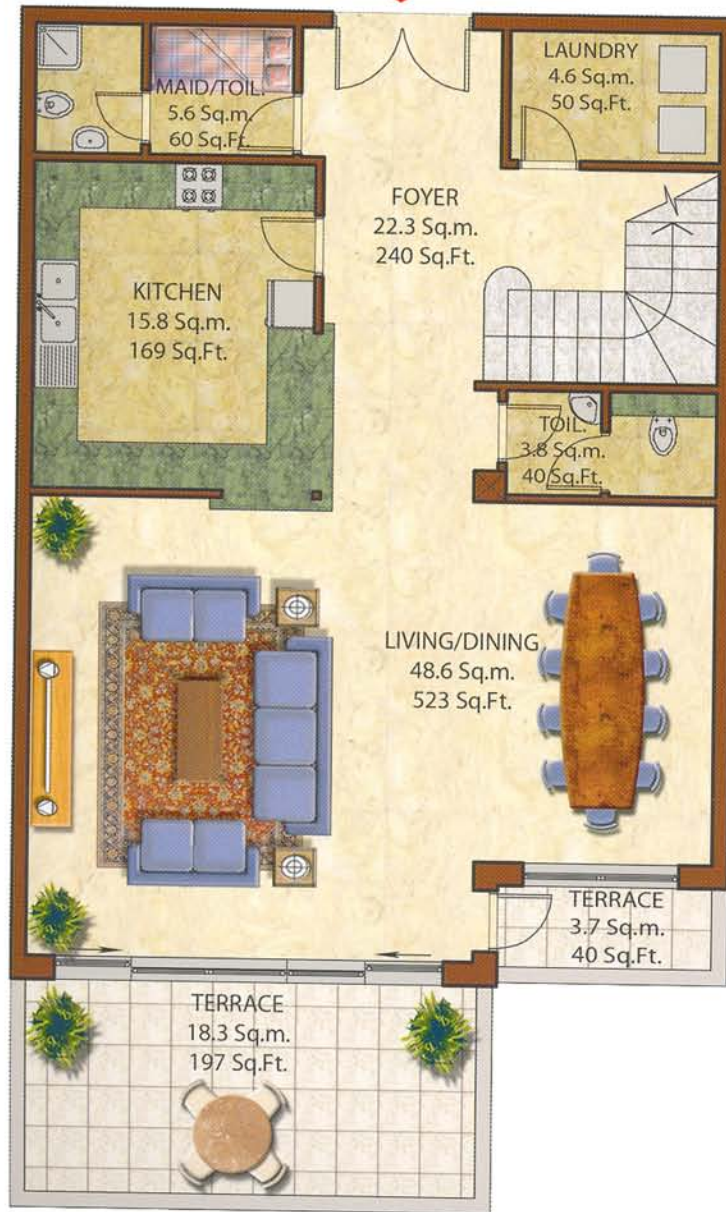 MAID/TOIL.
5.6 Sq.m.
60 Sq.Ft.
LAUNDRY
4.6 Sq.m.
50 Sq.Ft.
FOYER
22.3 Sq.m.
240 Sq.Ft.
KITCHEN
15.8 Sq.m.
169 Sq.Ft.
TOIL.
3.8 Sq.m.
40 Sq.Ft.
LIVING/DINING
48.6 Sq.m.
523 Sq.Ft.
TERRACE
3.7 Sq.m.
40 Sq.Ft.
TERRACE
18.3 Sq.m.
197 Sq.Ft.